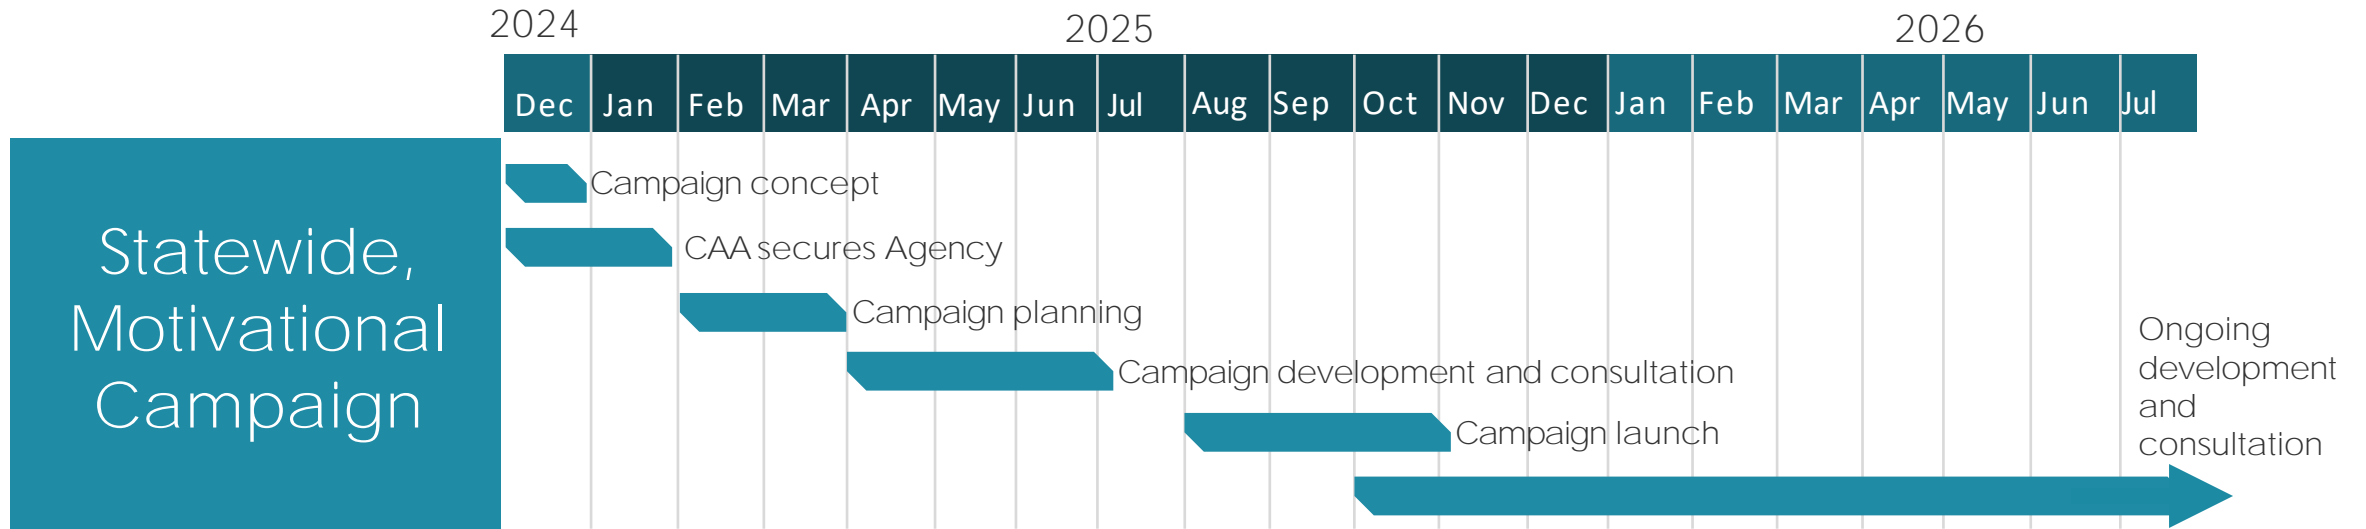 2024 2025 2026
Dec Jan Feb Mar Apr May Jun Jul Aug Sep Oct Nov Dec Jan Feb Mar Apr May Jun Jul
Statewide,
Motivational
Campaign
Campaign concept
CAA secures Agency
Campaign planning
Campaign development and consultation
Campaign launch
Ongoing
development
and
consultation